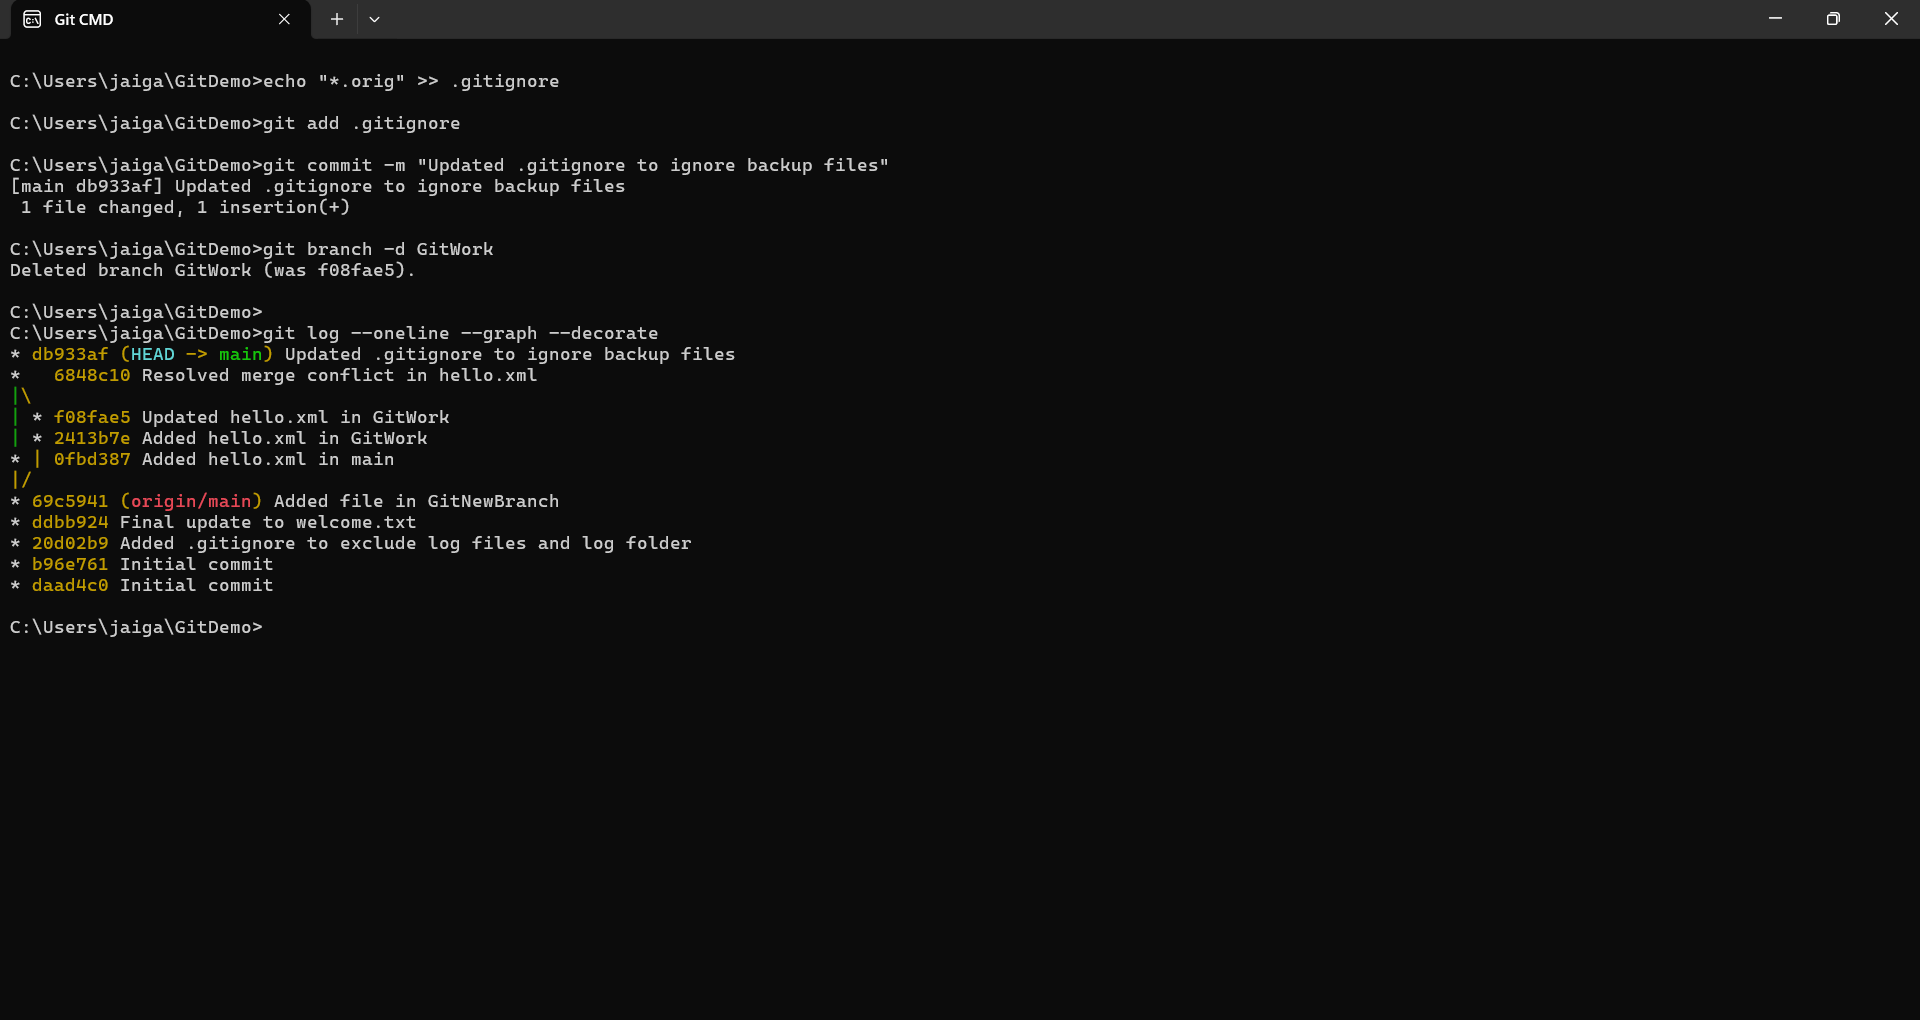 Git CMD
C:\Users\jaiga\GitDemo>echo "*.orig" >> .gitignore
C:\Users\jaiga\GitDemo>git add .gitignore
C:\Users\jaiga\GitDemo>git commit -m "Updated .gitignore to ignore backup files"
[main db933af] Updated .gitignore to ignore backup files
 1 file changed, 1 insertion(+)
C:\Users\jaiga\GitDemo>git branch -d GitWork
Deleted branch GitWork (was f08fae5).
C:\Users\jaiga\GitDemo>
C:\Users\jaiga\GitDemo>git log --oneline --graph --decorate
* db933af (HEAD -> main) Updated .gitignore to ignore backup files
*   6848c10 Resolved merge conflict in hello.xml
|\
| * f08fae5 Updated hello.xml in GitWork
| * 2413b7e Added hello.xml in GitWork
* | 0fbd387 Added hello.xml in main
|/
* 69c5941 (origin/main) Added file in GitNewBranch
* ddbb924 Final update to welcome.txt
* 20d02b9 Added .gitignore to exclude log files and log folder
* b96e761 Initial commit
* daad4c0 Initial commit
C:\Users\jaiga\GitDemo>